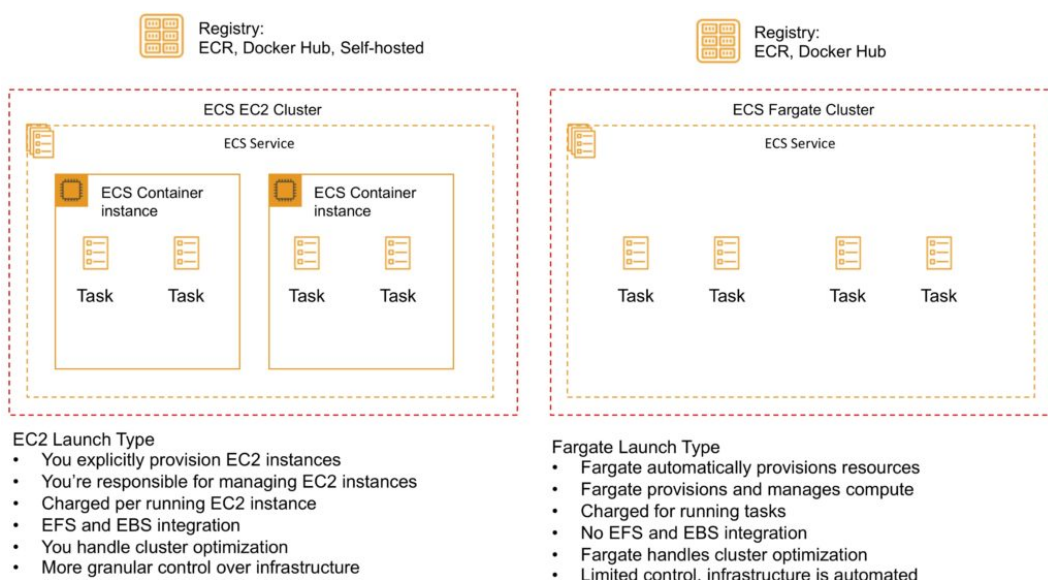 Registry:
ECR, Docker Hub, Self-hosted
ECS EC2 Cluster
ECS Service
ECS Container
instance
Task
Task
ECS Container
instance
Task
Task
EC2 Launch Type
• You explicitly provision EC2 instances
• You’re responsible for managing EC2 instances
• Charged per running EC2 instance
• EFS and EBS integration
• You handle cluster optimization
• More granular control over infrastructure
Registry:
ECR, Docker Hub
ECS Fargate Cluster
ECS Service
Task
Task
Task
Task
Fargate Launch Type
• Fargate automatically provisions resources
• Fargate provisions and manages compute
• Charged for running tasks
• No EFS and EBS integration
• Fargate handles cluster optimization
• Limited control, infrastructure is automated